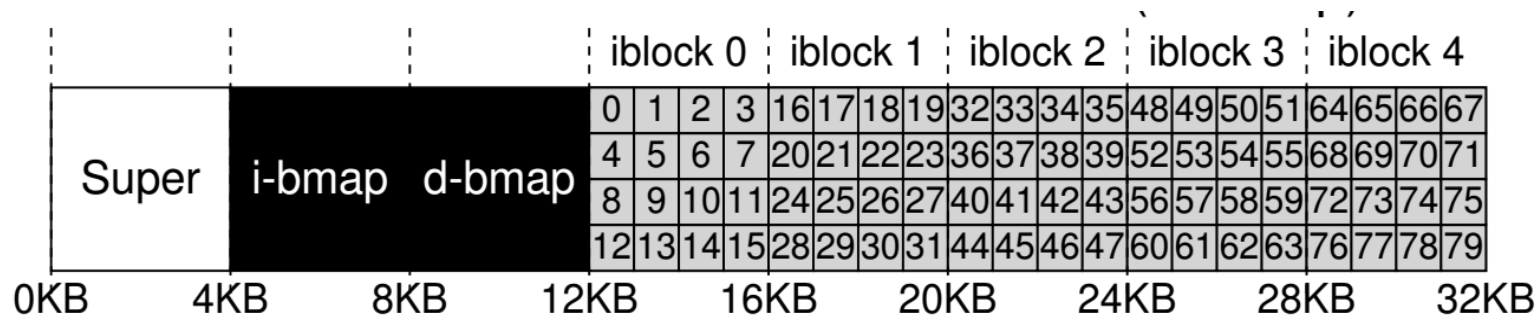 iblock 0 iblock 1 iblock 2 iblock 3 iblock 4
0 1 2 3 16 17 18 19 32 33 34 35 48 49 50 51 64 65 66 67
4 5 6 7 20 21 22 23 36 37 38 39 52 53 54 55 68 69 70 71
Super i-bmap d-bmap
8 9 10 11 24 25 26 27 40 41 42 43 56 57 58 59 72 73 74 75
12 13 14 15 28 29 30 31 44 45 46 47 60 61 62 63 76 77 78 79
0KB 4KB 8KB 12KB 16KB 20KB 24KB 28KB 32KB